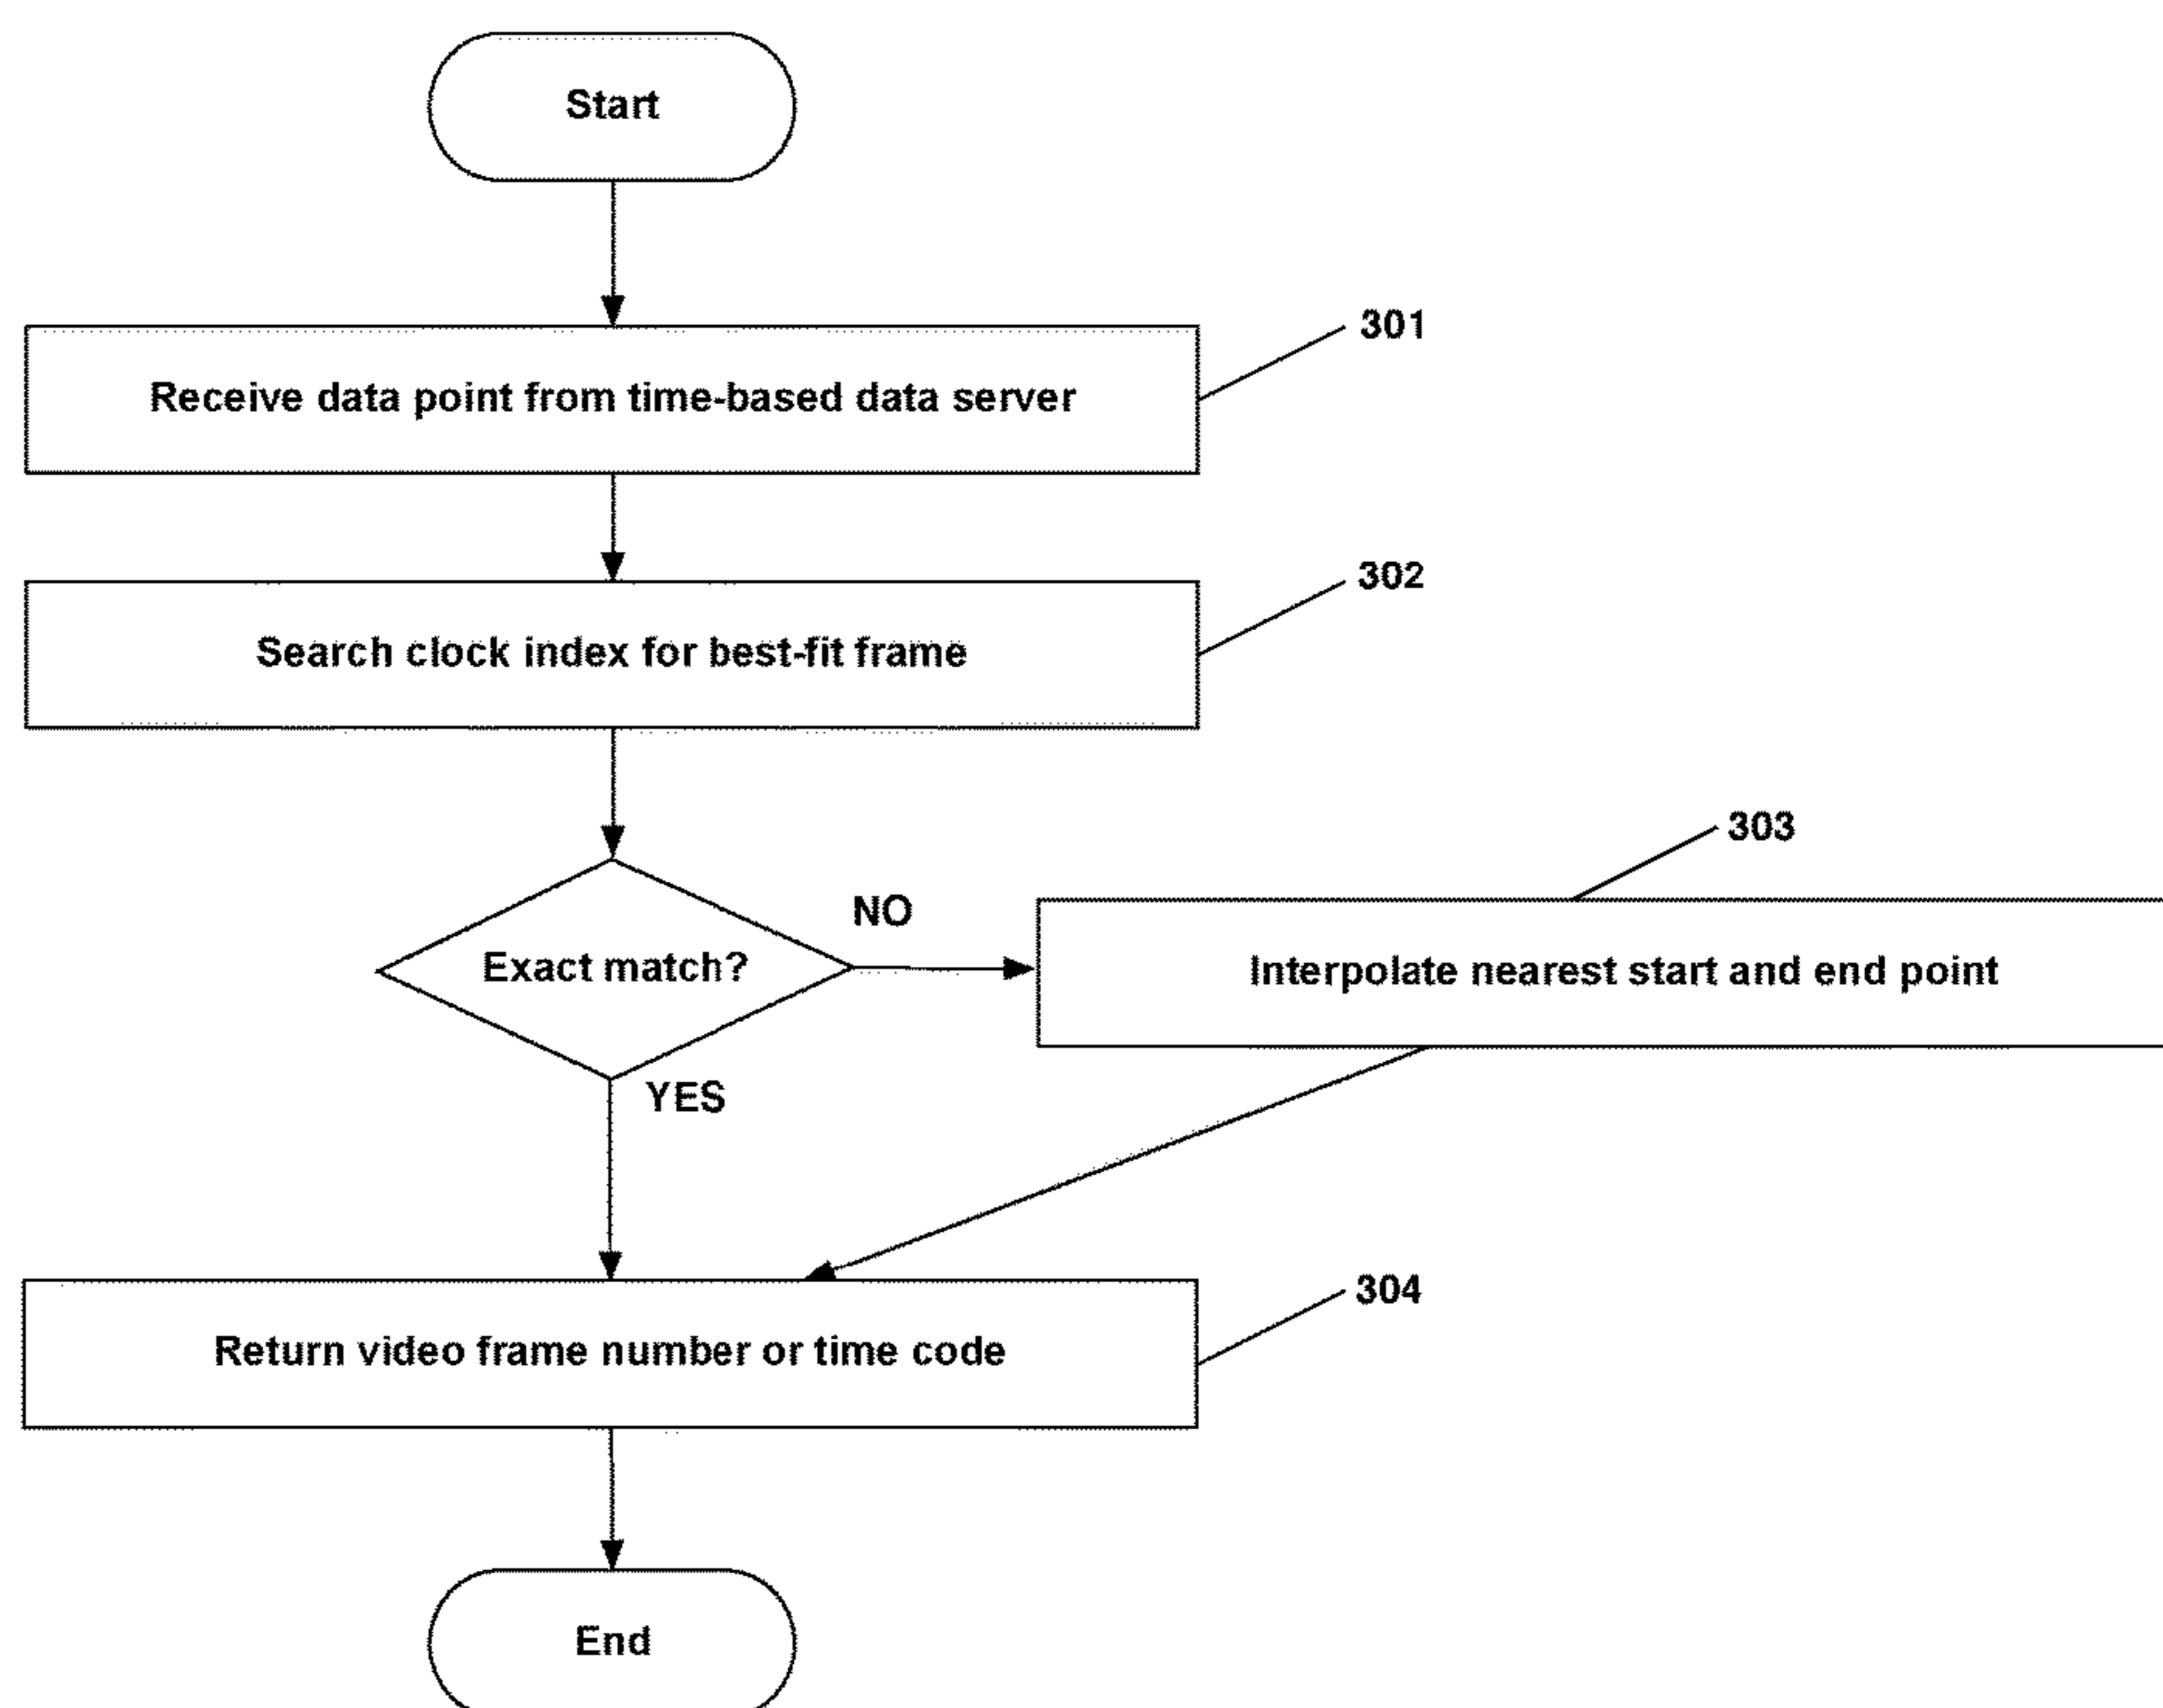 Start
301
Receive data point from time-based data server
302
Search clock index for best-fit frame
303
NO
Exact match?
Interpolate nearest start and end point
YES
304
Return video frame number or time code
End